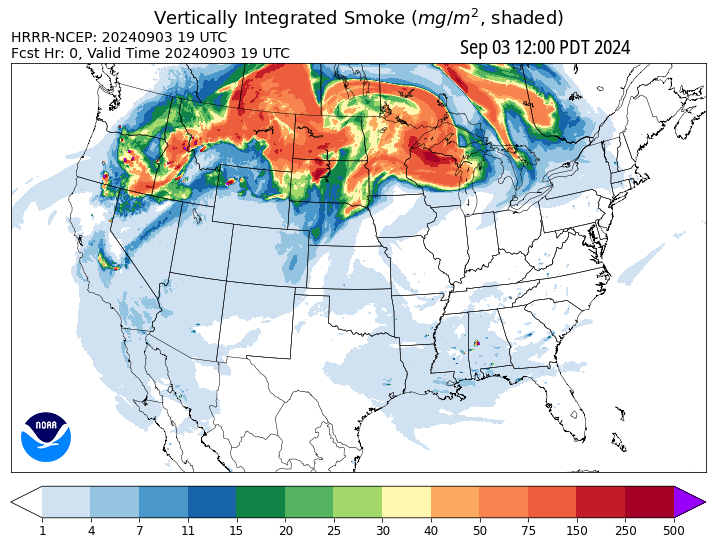 Vertically Integrated Smoke (mg/m², shaded)
HRRR-NCEP: 20240903 19 UTC
Fcst Hr: 0, Valid Time 20240903 19 UTC
Sep 03 12:00 PDT 2024
NOAA
1 4 7 11 15 20 25 30 40 50 75 150 250 500